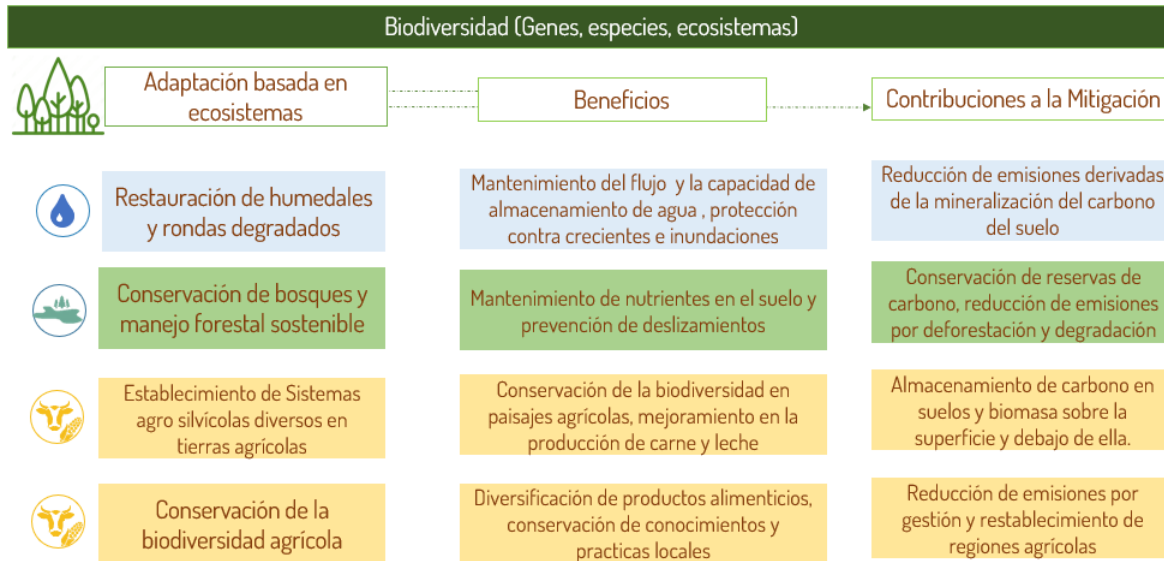 Biodiversidad (Genes, especies, ecosistemas)
Adaptación basada en
ecosistemas
Beneficios
Contribuciones a la Mitigación
Restauración de humedales
y rondas degradados
Mantenimiento del flujo y la capacidad de
almacenamiento de agua , protección
contra crecientes e inundaciones
Reducción de emisiones derivadas
de la mineralización del carbono
del suelo
Conservación de bosques y
manejo forestal sostenible
Mantenimiento de nutrientes en el suelo y
prevención de deslizamientos
Conservación de reservas de
carbono, reducción de emisiones
por deforestación y degradación
Establecimiento de Sistemas
agro silvícolas diversos en
tierras agrícolas
Conservación de la biodiversidad en
paisajes agrícolas, mejoramiento en la
producción de carne y leche
Almacenamiento de carbono en
suelos y biomasa sobre la
superficie y debajo de ella.
Conservación de la
biodiversidad agrícola
Diversificación de productos alimenticios,
conservación de conocimientos y
practicas locales
Reducción de emisiones por
gestión y restablecimiento de
regiones agrícolas